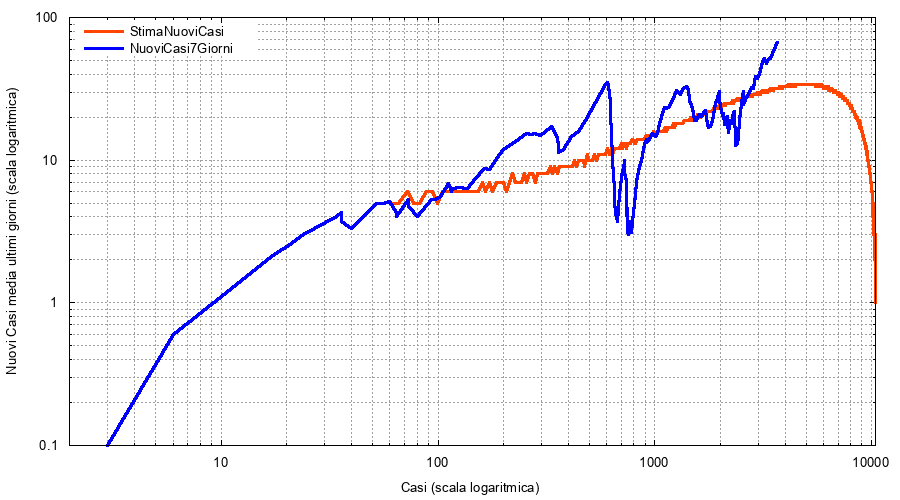 100
StimaNuoviCasi
NuoviCasi7Giorni
10
1
0.1
Nuovi Casi media ultimi giorni (scala logaritmica)
10
100
1000
10000
Casi (scala logaritmica)